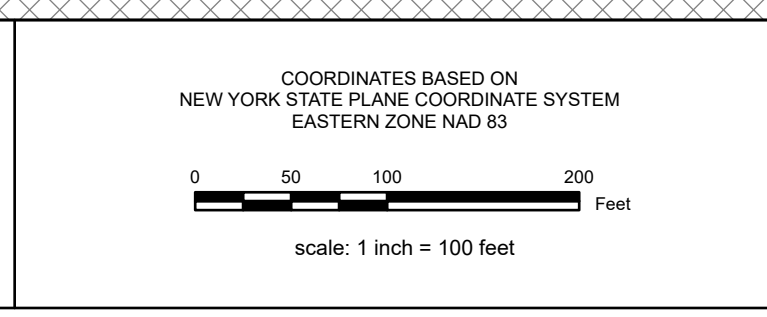 COORDINATES BASED ON
NEW YORK STATE PLANE COORDINATE SYSTEM
EASTERN ZONE NAD 83
0 50 100 200
Feet
scale: 1 inch = 100 feet